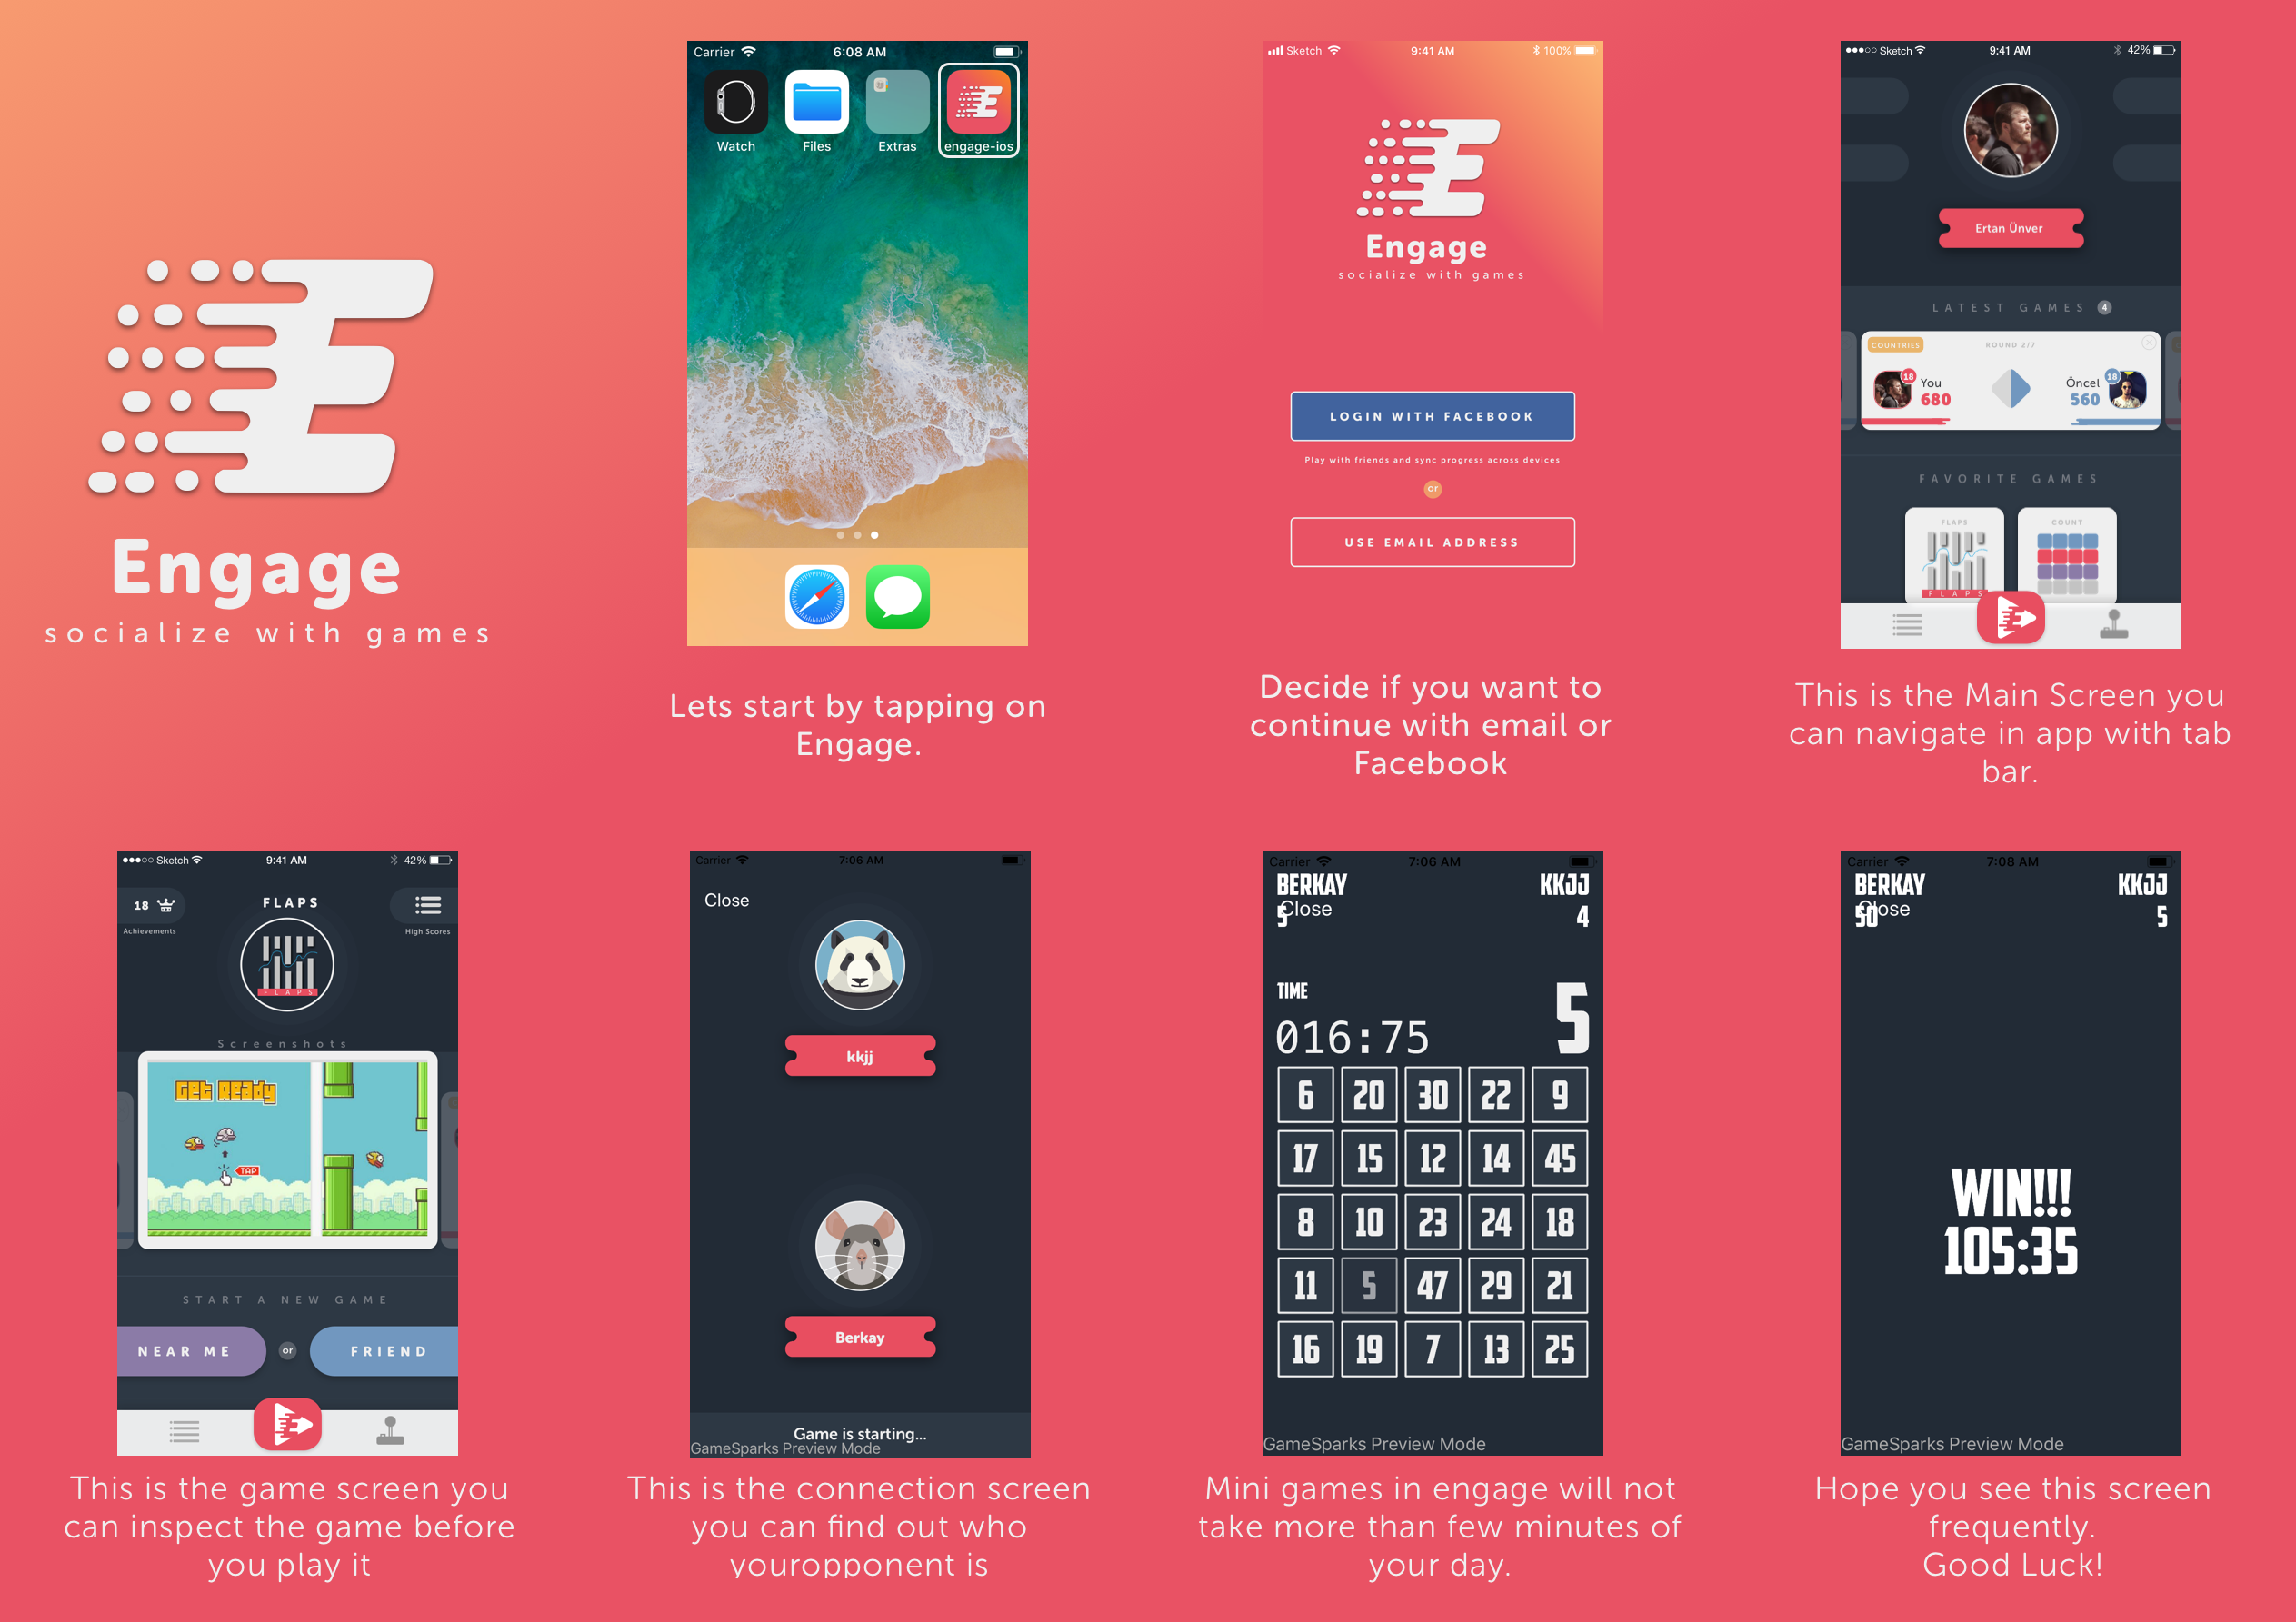 Engage
socialize with games
Carrier 6:08 AM
Watch Files Extras engage-ios
Lets start by tapping on
Engage.
Sketch 9:41 AM 100%
Engage
socialize with games
LOGIN WITH FACEBOOK
Play with friends and sync progress across devices
or
USE EMAIL ADDRESS
Decide if you want to
continue with email or
Facebook
Sketch 9:41 AM 42%
Ertan Ünver
LATEST GAMES 4
COUNTRIES ROUND 2/7
18 You 680
Öncel 18 560
FAVORITE GAMES
FLAPS COUNT
FLAPS
This is the Main Screen you
can navigate in app with tab
bar.
Sketch 9:41 AM 42%
18 FLAPS
Achievements High Scores
FLAPS
Screenshots
GET READY
TAP
START A NEW GAME
NEAR ME or FRIEND
This is the game screen you
can inspect the game before
you play it
Carrier 7:06 AM
Close
kkjj
Berkay
Game is starting...
GameSparks Preview Mode
This is the connection screen
you can find out who
youropponent is
Carrier 7:06 AM
BERKAY KKJJ
5 Close 4
TIME
016:75 5
6 20 30 22 9
17 15 12 14 45
8 10 23 24 18
11 5 47 29 21
16 19 7 13 25
GameSparks Preview Mode
Mini games in engage will not
take more than few minutes of
your day.
Carrier 7:08 AM
BERKAY KKJJ
50 Close 5
WIN!!!
105:35
GameSparks Preview Mode
Hope you see this screen
frequently.
Good Luck!